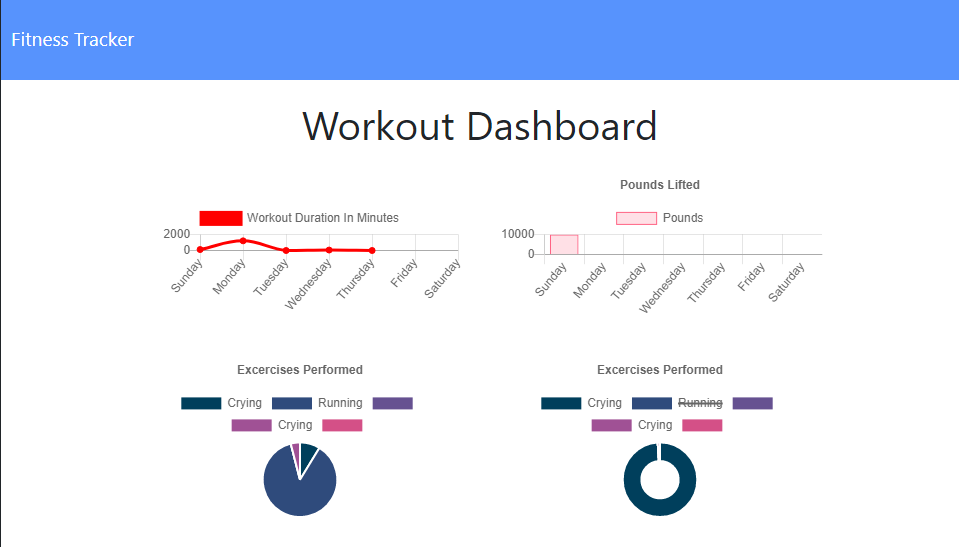 Fitness Tracker
Workout Dashboard
Workout Duration In Minutes
2000
0
Sunday
Monday
Tuesday
Wednesday
Thursday
Friday
Saturday
Pounds Lifted
Pounds
10000
0
Sunday
Monday
Tuesday
Wednesday
Thursday
Friday
Saturday
Excercises Performed
Crying Running
Crying
Excercises Performed
Crying Running
Crying